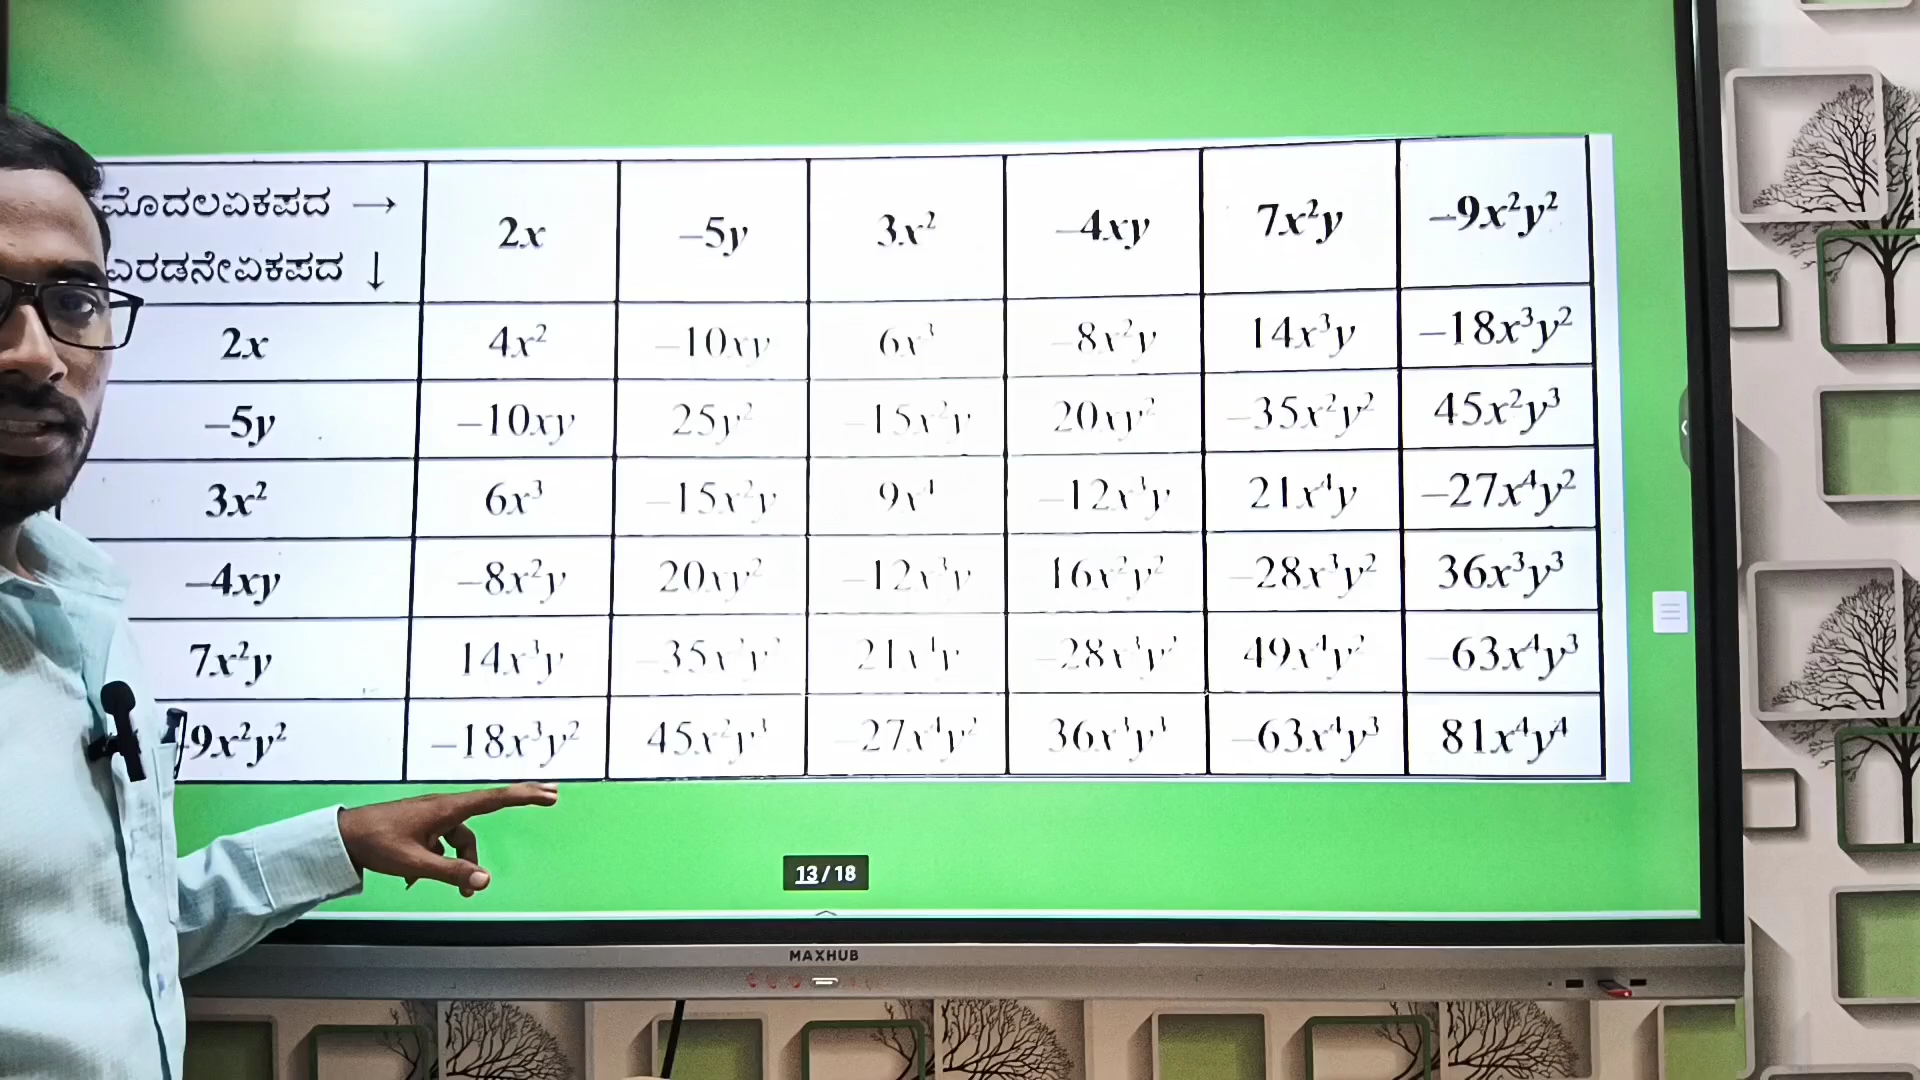 ಮೊದಲಏಕಪದ → 2x –5y 3x² –4xy 7x²y –9x²y²
ಎರಡನೇಏಕಪದ ↓
2x 4x² –10xy 6x³ –8x²y 14x³y –18x³y²
–5y –10xy 25y² –15x²y 20xy² –35x²y² 45x²y³
3x² 6x³ –15x²y 9x⁴ –12x³y 21x⁴y –27x⁴y²
–4xy –8x²y 20xy² –12x³y 16x²y² –28x³y² 36x³y³
7x²y 14x³y –35x²y² 21x⁴y –28x³y² 49x⁴y² –63x⁴y³
9x²y² –18x³y² 45x²y³ –27x⁴y² 36x³y³ –63x⁴y³ 81x⁴y⁴
13 / 18
MAXHUB